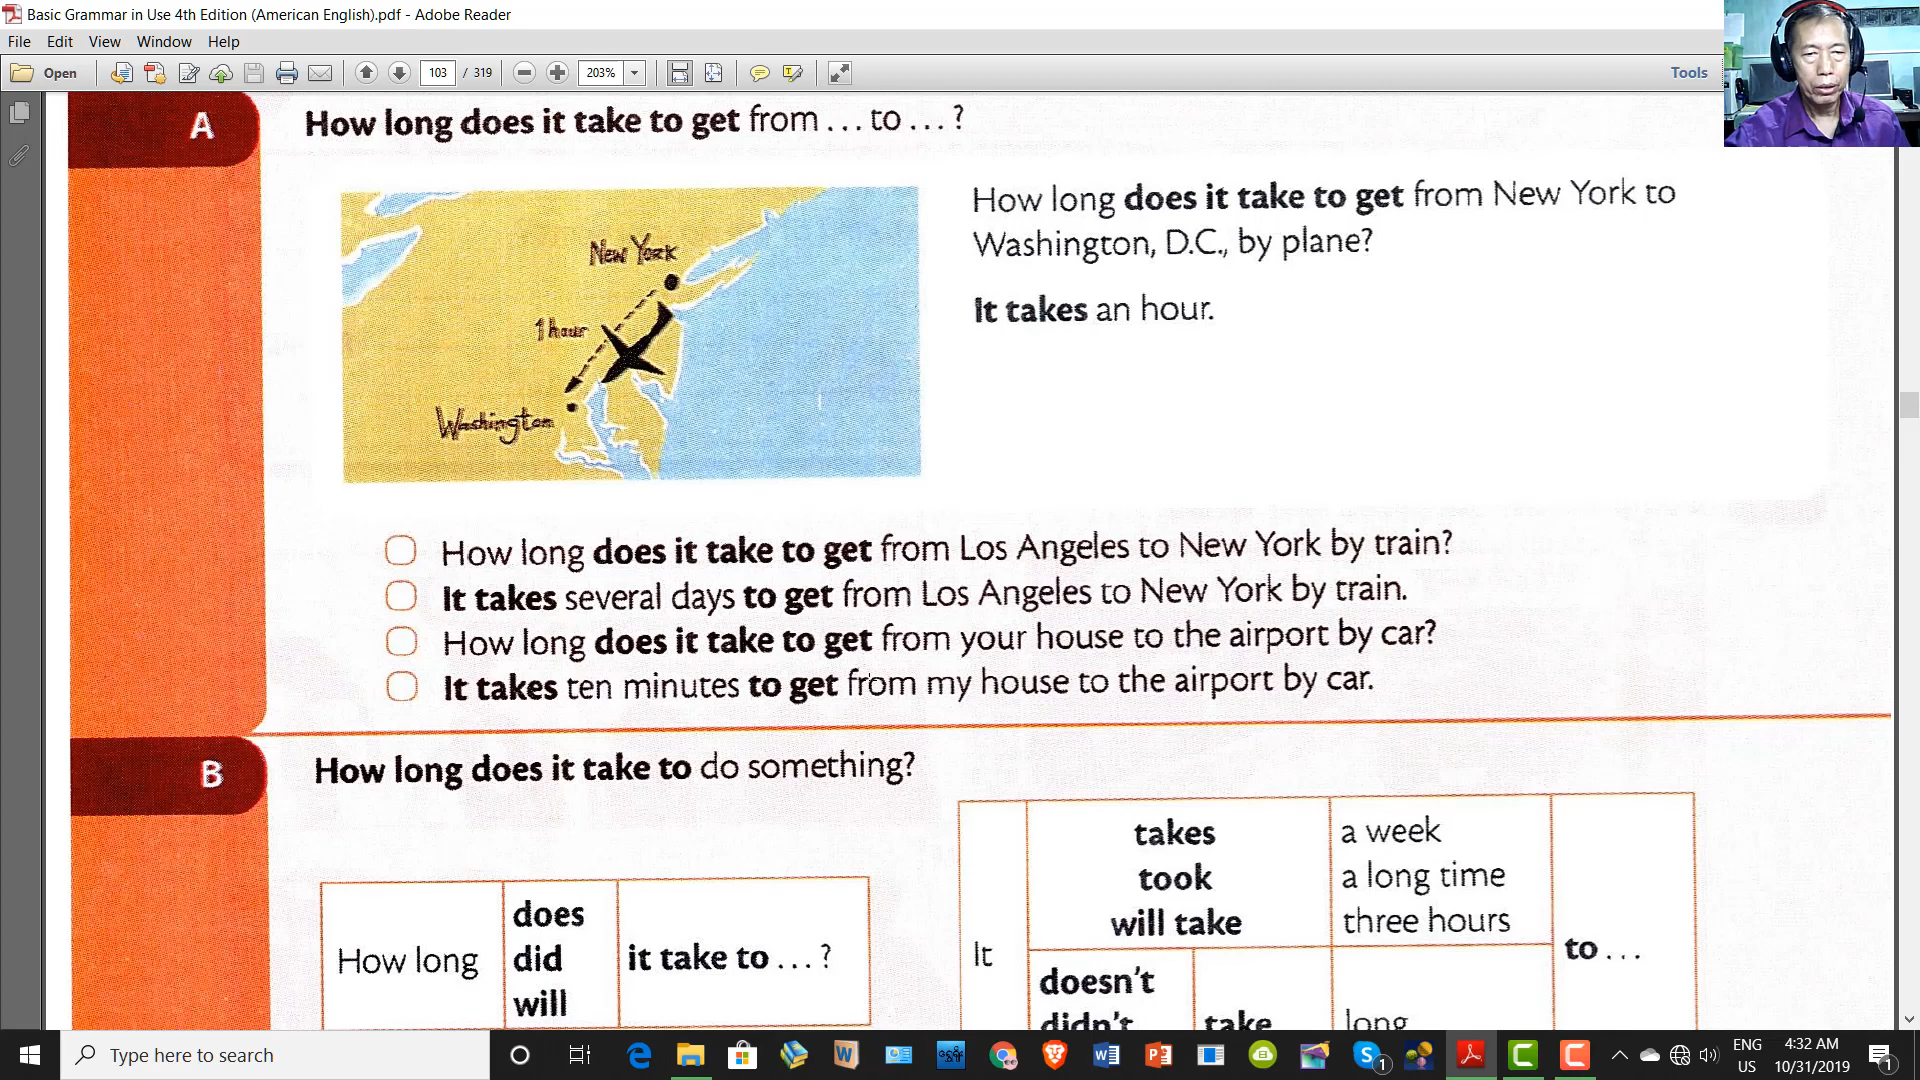 Basic Grammar in Use 4th Edition (American English).pdf - Adobe Reader
File Edit View Window Help
Open 103 / 319 203% Tools
A
How long does it take to get from ... to ... ?
New York
1 hour
Washington
How long does it take to get from New York to
Washington, D.C., by plane?
It takes an hour.
How long does it take to get from Los Angeles to New York by train?
It takes several days to get from Los Angeles to New York by train.
How long does it take to get from your house to the airport by car?
It takes ten minutes to get from my house to the airport by car.
B
How long does it take to do something?
How long
does
did
will
it take to ... ?
It
takes
took
will take
a week
a long time
three hours
doesn't
didn't
take
long
to ...
Type here to search
ENG
US
4:32 AM
10/31/2019
1
1